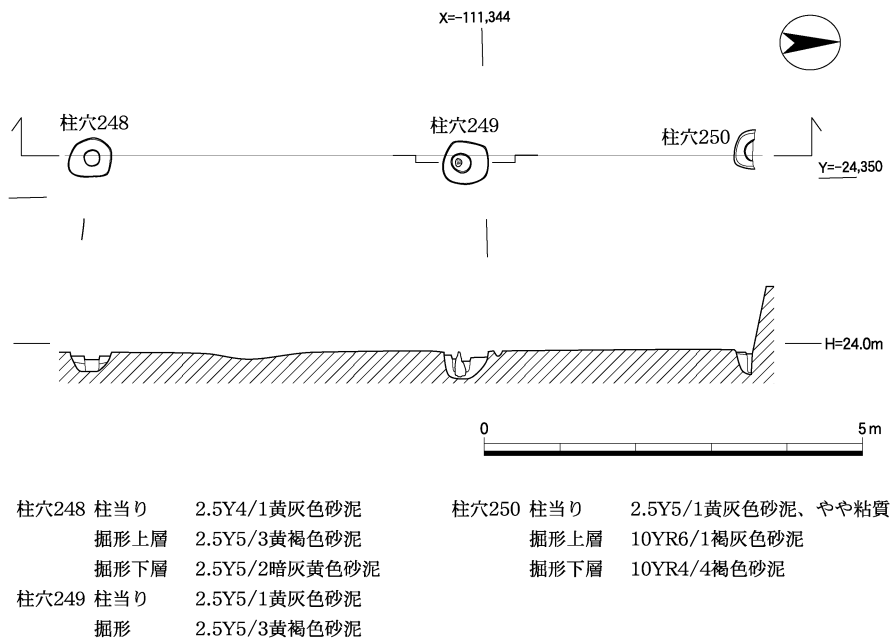 X=-111,344
柱穴248
柱穴249
柱穴250
Y=-24,350
H=24.0m
0 5m
柱穴248 柱当り 2.5Y4/1黄灰色砂泥
掘形上層 2.5Y5/3黄褐色砂泥
掘形下層 2.5Y5/2暗灰黄色砂泥
柱穴249 柱当り 2.5Y5/1黄灰色砂泥
掘形 2.5Y5/3黄褐色砂泥
柱穴250 柱当り 2.5Y5/1黄灰色砂泥、やや粘質
掘形上層 10YR6/1褐灰色砂泥
掘形下層 10YR4/4褐色砂泥